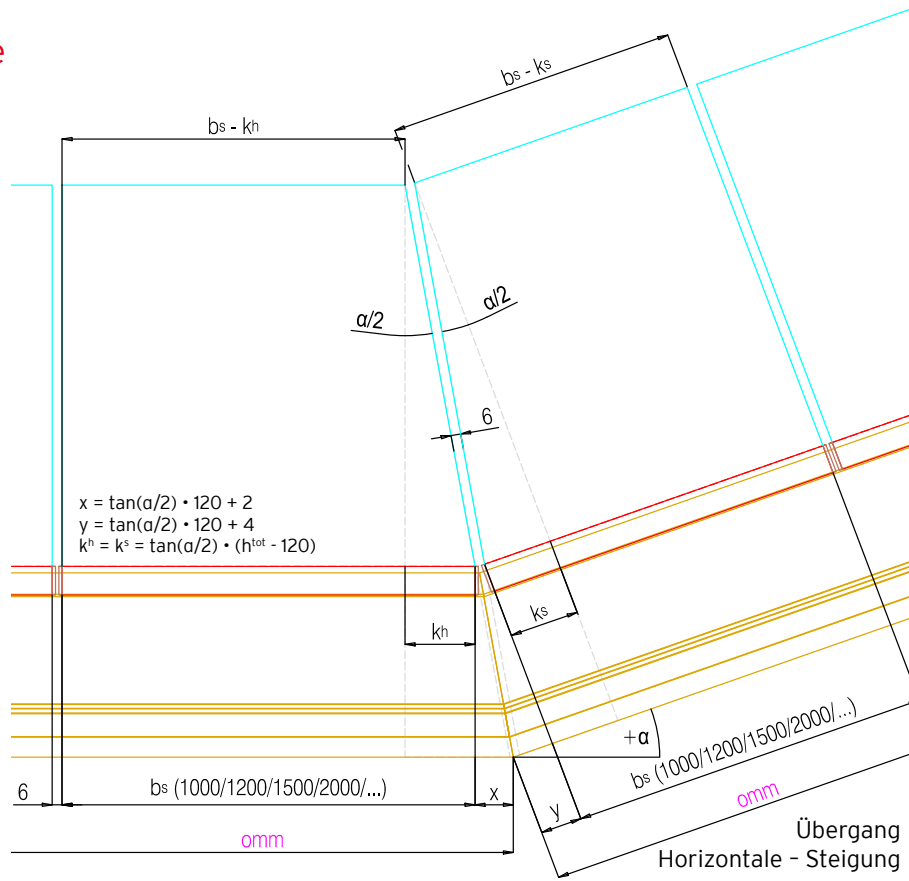 e
bs - ks
bs - kh
α/2
α/2
6
x = tan(α/2) • 120 + 2
y = tan(α/2) • 120 + 4
kʰ = kˢ = tan(α/2) • (hᵗᵒᵗ - 120)
kh
ks
+α
6
bs (1000/1200/1500/2000/...)
x
bs (1000/1200/1500/2000/...)
y
omm
omm
Übergang
Horizontale - Steigung